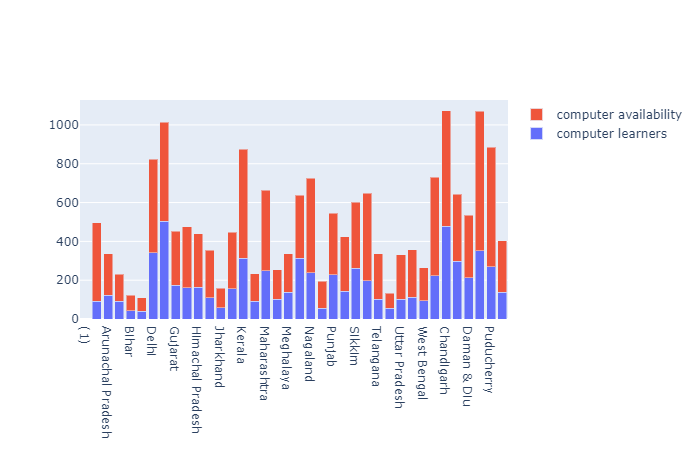 computer availability
computer learners
1000
800
600
400
200
0
( 1)
Arunachal Pradesh
Bihar
Delhi
Gujarat
Himachal Pradesh
Jharkhand
Kerala
Maharashtra
Meghalaya
Nagaland
Punjab
Sikkim
Telangana
Uttar Pradesh
West Bengal
Chandigarh
Daman & Diu
Puducherry